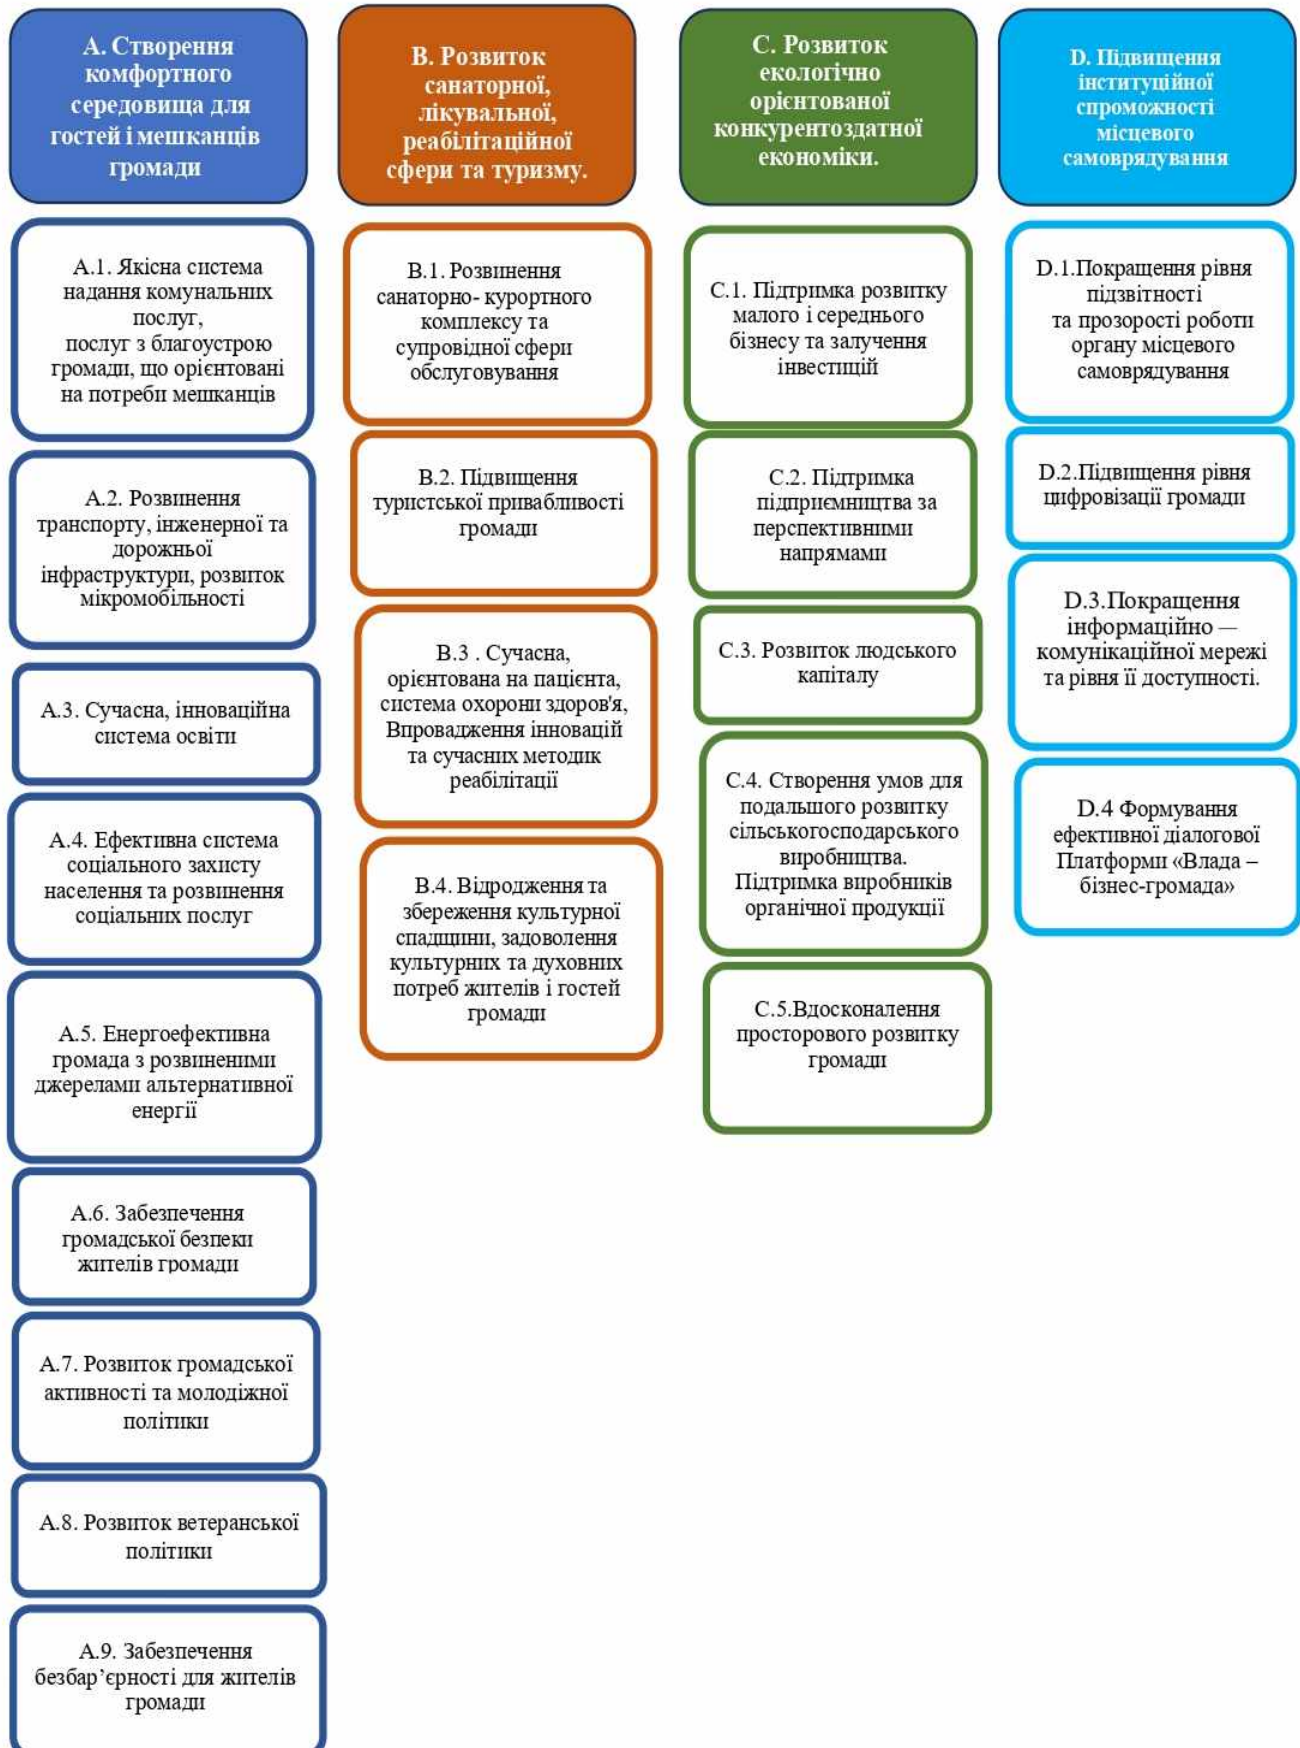 А. Створення
комфортного
середовища для
гостей і мешканців
громади
В. Розвиток
санаторної,
лікувальної,
реабілітаційної
сфери та туризму.
С. Розвиток
екологічно
орієнтованої
конкурентоздатної
економіки.
D. Підвищення
інституційної
спроможності
місцевого
самоврядування
А.1. Якісна система
надання комунальних
послуг,
послуг з благоустрою
громади, що орієнтовані
на потреби мешканців
А.2. Розвинення
транспорту, інженерної та
дорожньої
інфраструктури, розвиток
мікромобільності
А.3. Сучасна, інноваційна
система освіти
А.4. Ефективна система
соціального захисту
населення та розвинення
соціальних послуг
А.5. Енергоефективна
громада з розвиненими
джерелами альтернативної
енергії
А.6. Забезпечення
громадської безпеки
жителів громади
А.7. Розвиток громадської
активності та молодіжної
політики
А.8. Розвиток ветеранської
політики
А.9. Забезпечення
безбар’єрності для жителів
громади
В.1. Розвинення
санаторно- курортного
комплексу та
супровідної сфери
обслуговування
В.2. Підвищення
туристської привабливості
громади
В.3 . Сучасна,
орієнтована на пацієнта,
система охорони здоров'я,
Впровадження інновацій
та сучасних методик
реабілітації
В.4. Відродження та
збереження культурної
спадщини, задоволення
культурних та духовних
потреб жителів і гостей
громади
С.1. Підтримка розвитку
малого і середнього
бізнесу та залучення
інвестицій
С.2. Підтримка
підприємництва за
перспективними
напрямами
С.3. Розвиток людського
капіталу
С.4. Створення умов для
подальшого розвитку
сільськогосподарського
виробництва.
Підтримка виробників
органічної продукції
С.5.Вдосконалення
просторового розвитку
громади
D.1.Покращення рівня
підзвітності
та прозорості роботи
органу місцевого
самоврядування
D.2.Підвищення рівня
цифровізації громади
D.3.Покращення
інформаційно —
комунікаційної мережі
та рівня її доступності.
D.4 Формування
ефективної діалогової
Платформи «Влада –
бізнес-громада»